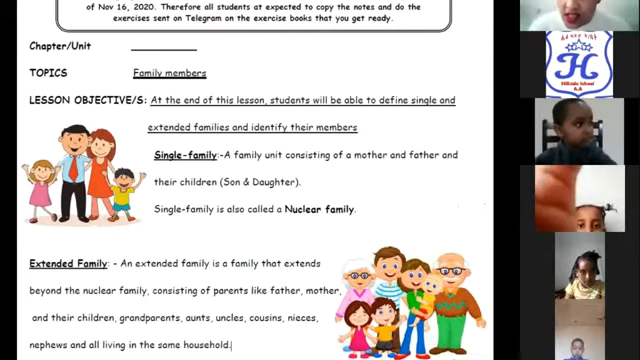 of Nov 16, 2020. Therefore all students at expected to copy the notes and do the
exercises sent on Telegram on the exercise books that you get ready.
Chapter/Unit
TOPICS Family members
LESSON OBJECTIVE/S: At the end of this lesson, students will be able to define single and
extended families and identify their members
Single-family:-A family unit consisting of a mother and father and
their children (Son & Daughter).
Single-family is also called a Nuclear family.
Extended Family: - An extended family is a family that extends
beyond the nuclear family, consisting of parents like father, mother,
and their children, grandparents, aunts, uncles, cousins, nieces,
nephews and all living in the same household.
H
Hillside School
A.A